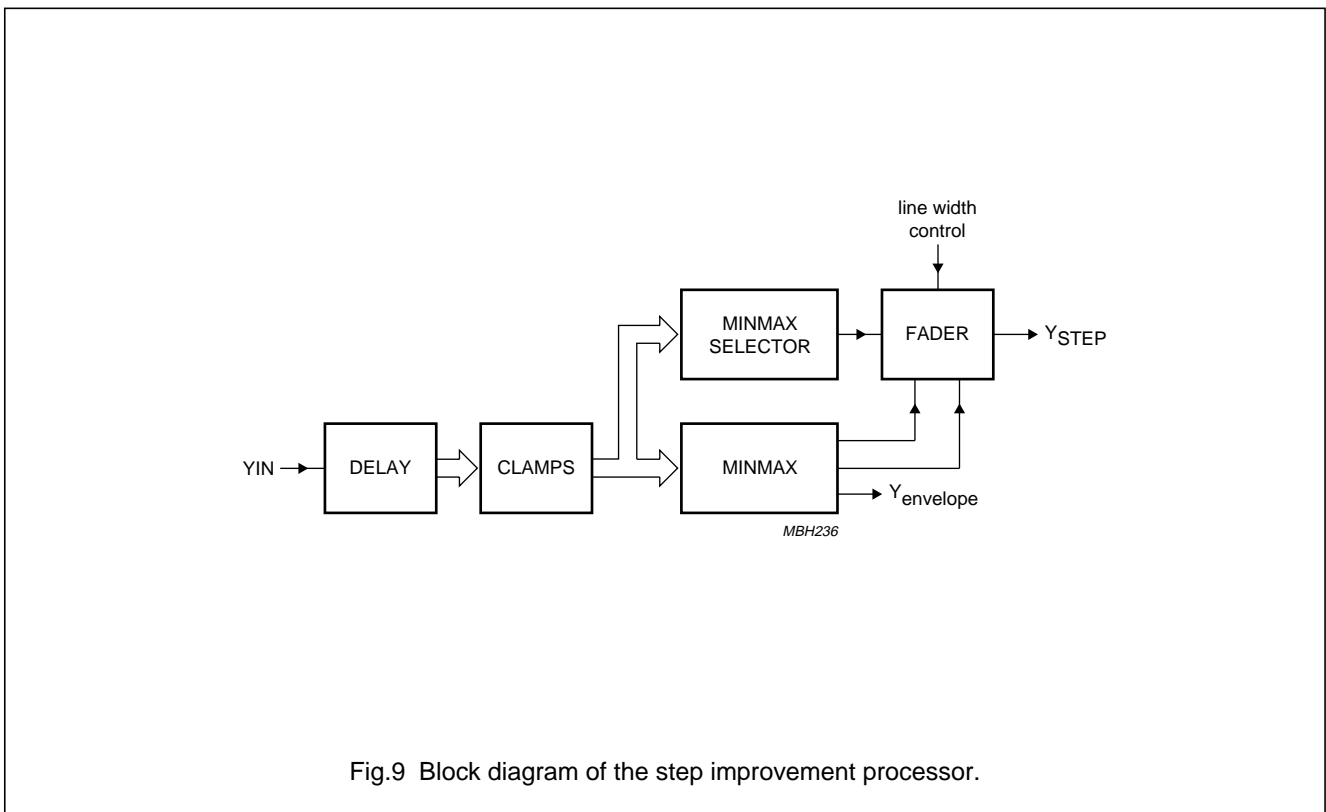 line width
control
MINMAX
SELECTOR
FADER
YSTEP
YIN
DELAY
CLAMPS
MINMAX
Yenvelope
MBH236
Fig.9 Block diagram of the step improvement processor.